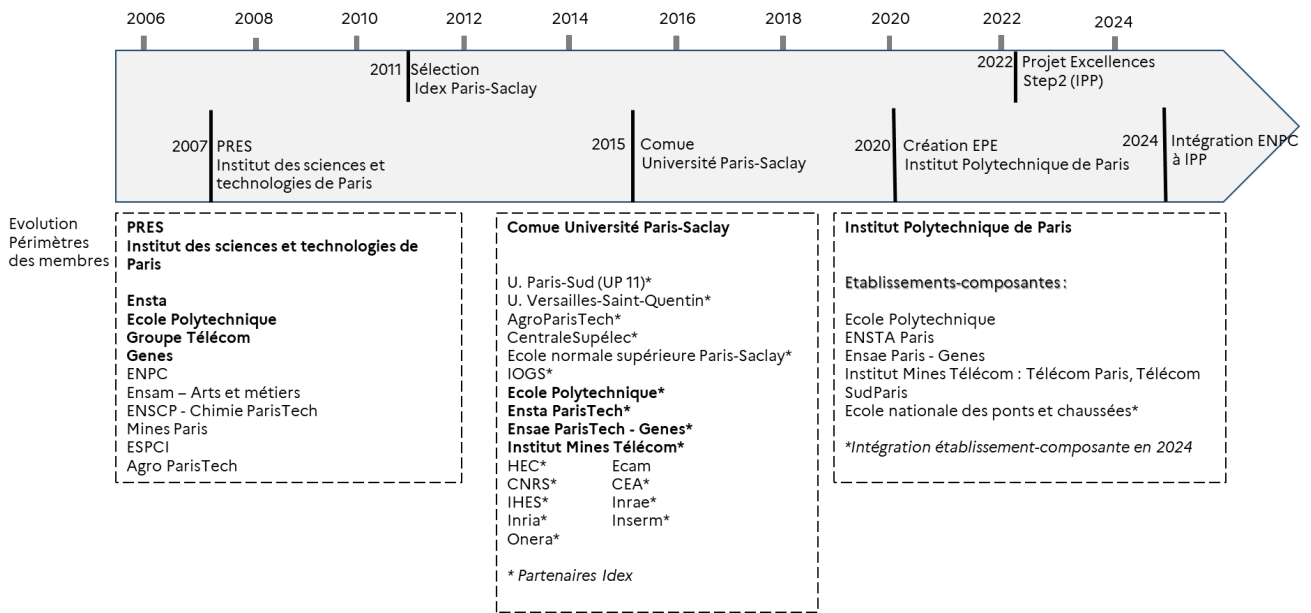 2006 2008 2010 2012 2014 2016 2018 2020 2022 2024
2011 Sélection
Idex Paris-Saclay
2022 Projet Excellences
Step2 (IPP)
2007 PRES
Institut des sciences et
technologies de Paris
2015 Comue
Université Paris-Saclay
2020 Création EPE
Institut Polytechnique de Paris
2024 Intégration ENPC
à IPP
Evolution
Périmètres
des membres
PRES
Institut des sciences et technologies de
Paris
Ensta
Ecole Polytechnique
Groupe Télécom
Genes
ENPC
Ensam – Arts et métiers
ENSCP - Chimie ParisTech
Mines Paris
ESPCI
Agro ParisTech
Comue Université Paris-Saclay
U. Paris-Sud (UP 11)*
U. Versailles-Saint-Quentin*
AgroParisTech*
CentraleSupélec*
Ecole normale supérieure Paris-Saclay*
IOGS*
Ecole Polytechnique*
Ensta ParisTech*
Ensae ParisTech - Genes*
Institut Mines Télécom*
HEC* Ecam
CNRS* CEA*
IHES* Inrae*
Inria* Inserm*
Onera*
* Partenaires Idex
Institut Polytechnique de Paris
Etablissements-composantes :
Ecole Polytechnique
ENSTA Paris
Ensae Paris - Genes
Institut Mines Télécom : Télécom Paris, Télécom
SudParis
Ecole nationale des ponts et chaussées*
*Intégration établissement-composante en 2024